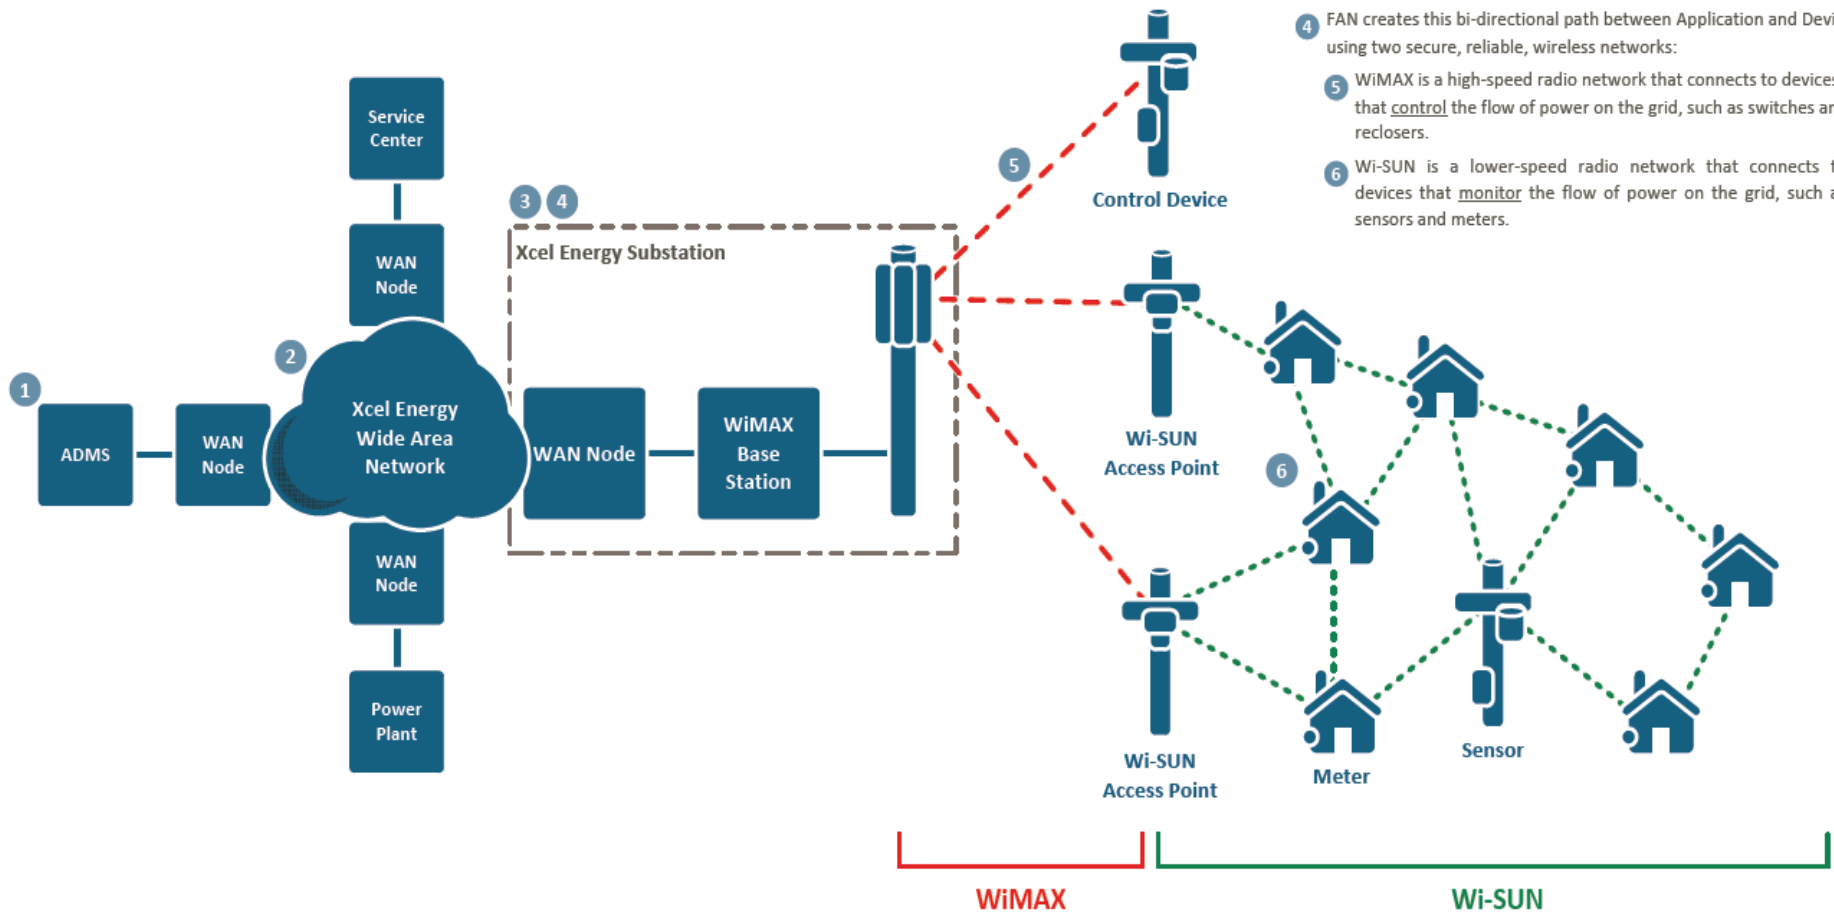 4 FAN creates this bi-directional path between Application and Devi
using two secure, reliable, wireless networks:
5 WiMAX is a high-speed radio network that connects to devices
that control the flow of power on the grid, such as switches an
reclosers.
6 Wi-SUN is a lower-speed radio network that connects t
devices that monitor the flow of power on the grid, such a
sensors and meters.
Service
Center
WAN
Node
1
ADMS
WAN
Node
2
Xcel Energy
Wide Area
Network
WAN
Node
Power
Plant
3 4
Xcel Energy Substation
WAN Node
WiMAX
Base
Station
5
Control Device
Wi-SUN
Access Point
6
Wi-SUN
Access Point
Meter
Sensor
WiMAX
Wi-SUN